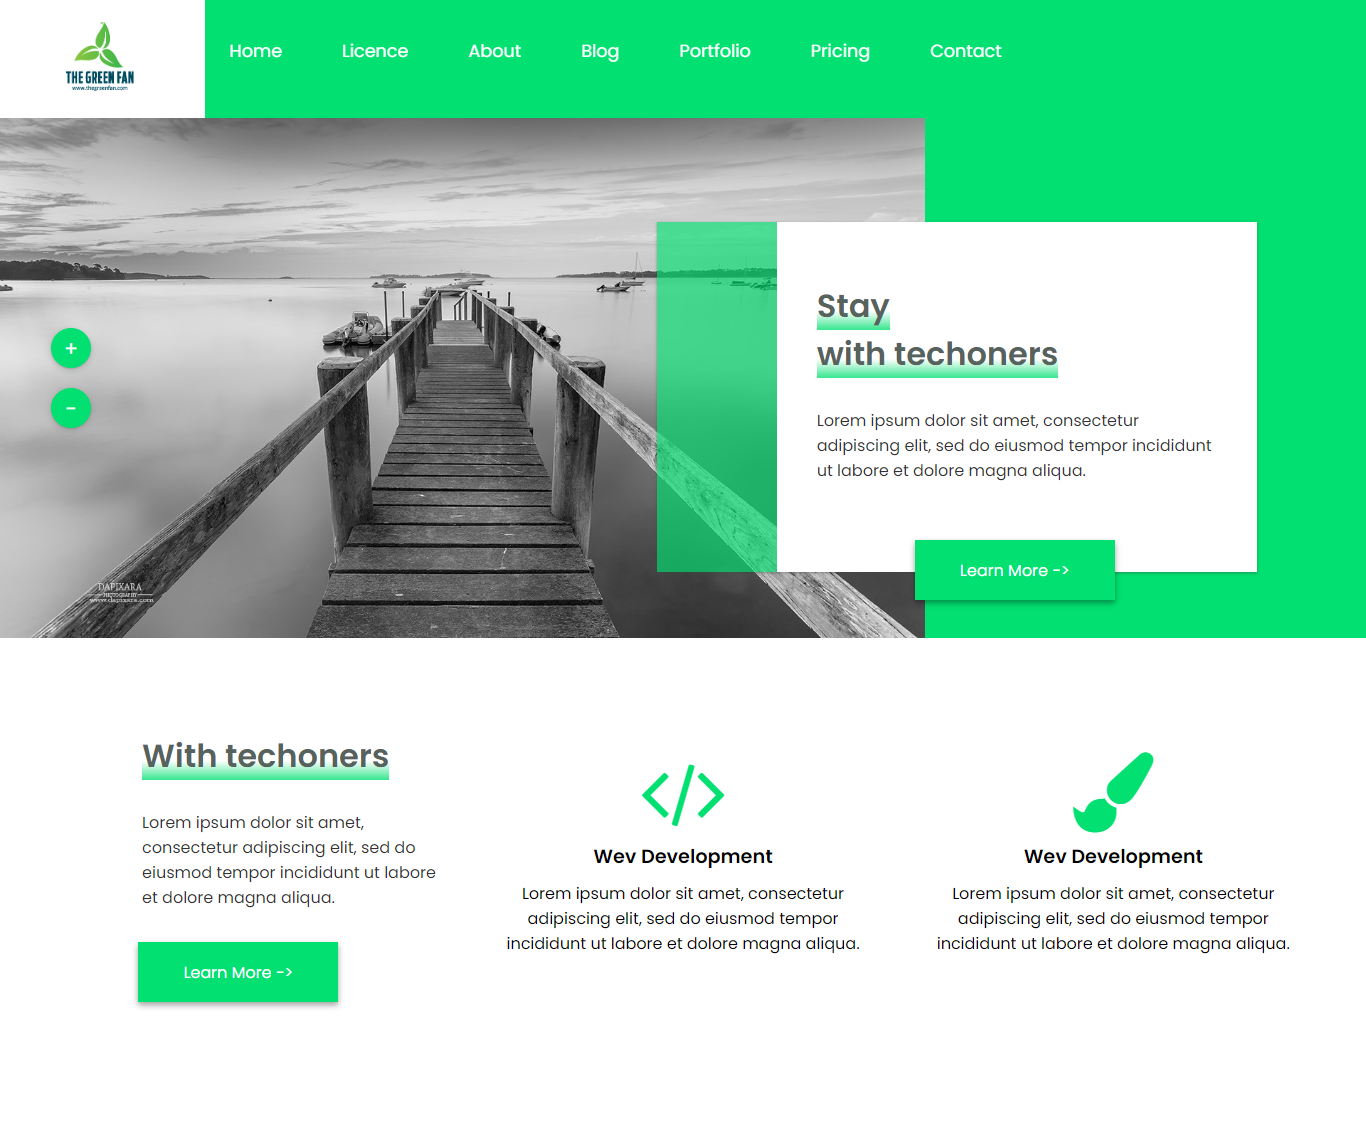 THE GREEN FAN
www.thegreenfan.com
Home Licence About Blog Portfolio Pricing Contact
+
-
Stay
with techoners
Lorem ipsum dolor sit amet, consectetur
adipiscing elit, sed do eiusmod tempor incididunt
ut labore et dolore magna aliqua.
Learn More ->
DAPIXARA
PHOTOGRAPHY
www.dapixara.com
With techoners
Lorem ipsum dolor sit amet,
consectetur adipiscing elit, sed do
eiusmod tempor incididunt ut labore
et dolore magna aliqua.
Learn More ->
Wev Development
Lorem ipsum dolor sit amet, consectetur
adipiscing elit, sed do eiusmod tempor
incididunt ut labore et dolore magna aliqua.
Wev Development
Lorem ipsum dolor sit amet, consectetur
adipiscing elit, sed do eiusmod tempor
incididunt ut labore et dolore magna aliqua.